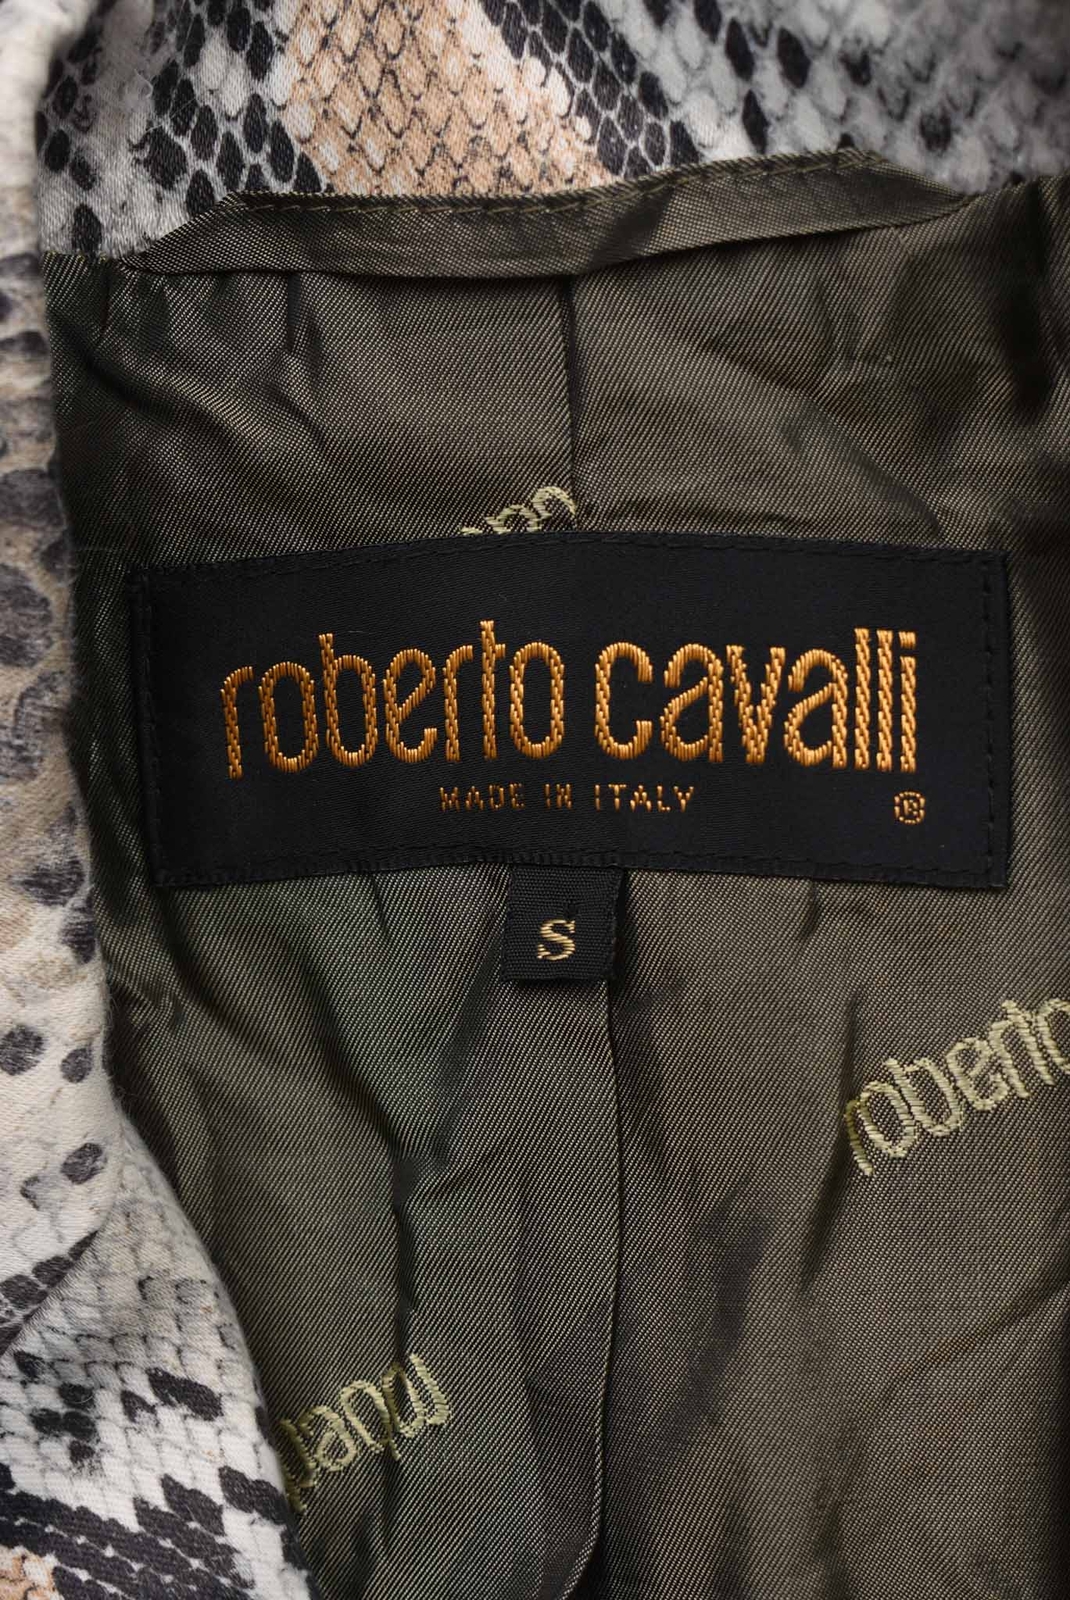 roberto cavalli
MADE IN ITALY
®
S
roberto